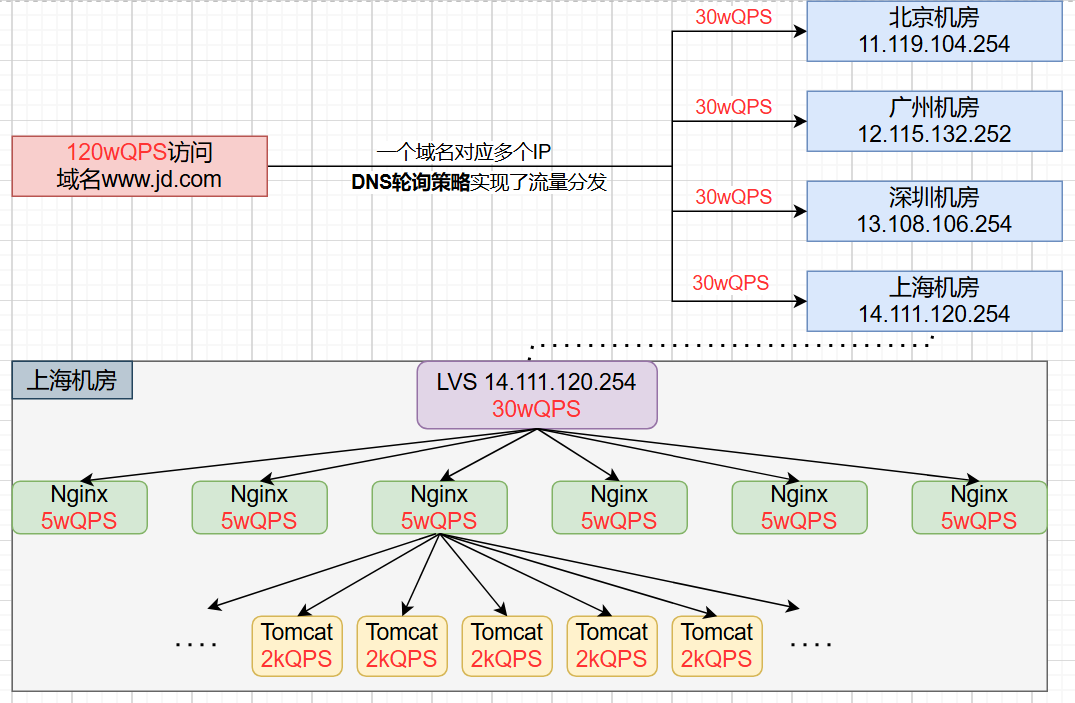 120wQPS访问
域名www.jd.com
一个域名对应多个IP
DNS轮询策略实现了流量分发
30wQPS
北京机房
11.119.104.254
30wQPS
广州机房
12.115.132.252
30wQPS
深圳机房
13.108.106.254
30wQPS
上海机房
14.111.120.254
上海机房
LVS 14.111.120.254
30wQPS
Nginx
5wQPS
Nginx
5wQPS
Nginx
5wQPS
Nginx
5wQPS
Nginx
5wQPS
Nginx
5wQPS
....
Tomcat
2kQPS
Tomcat
2kQPS
Tomcat
2kQPS
Tomcat
2kQPS
Tomcat
2kQPS
....